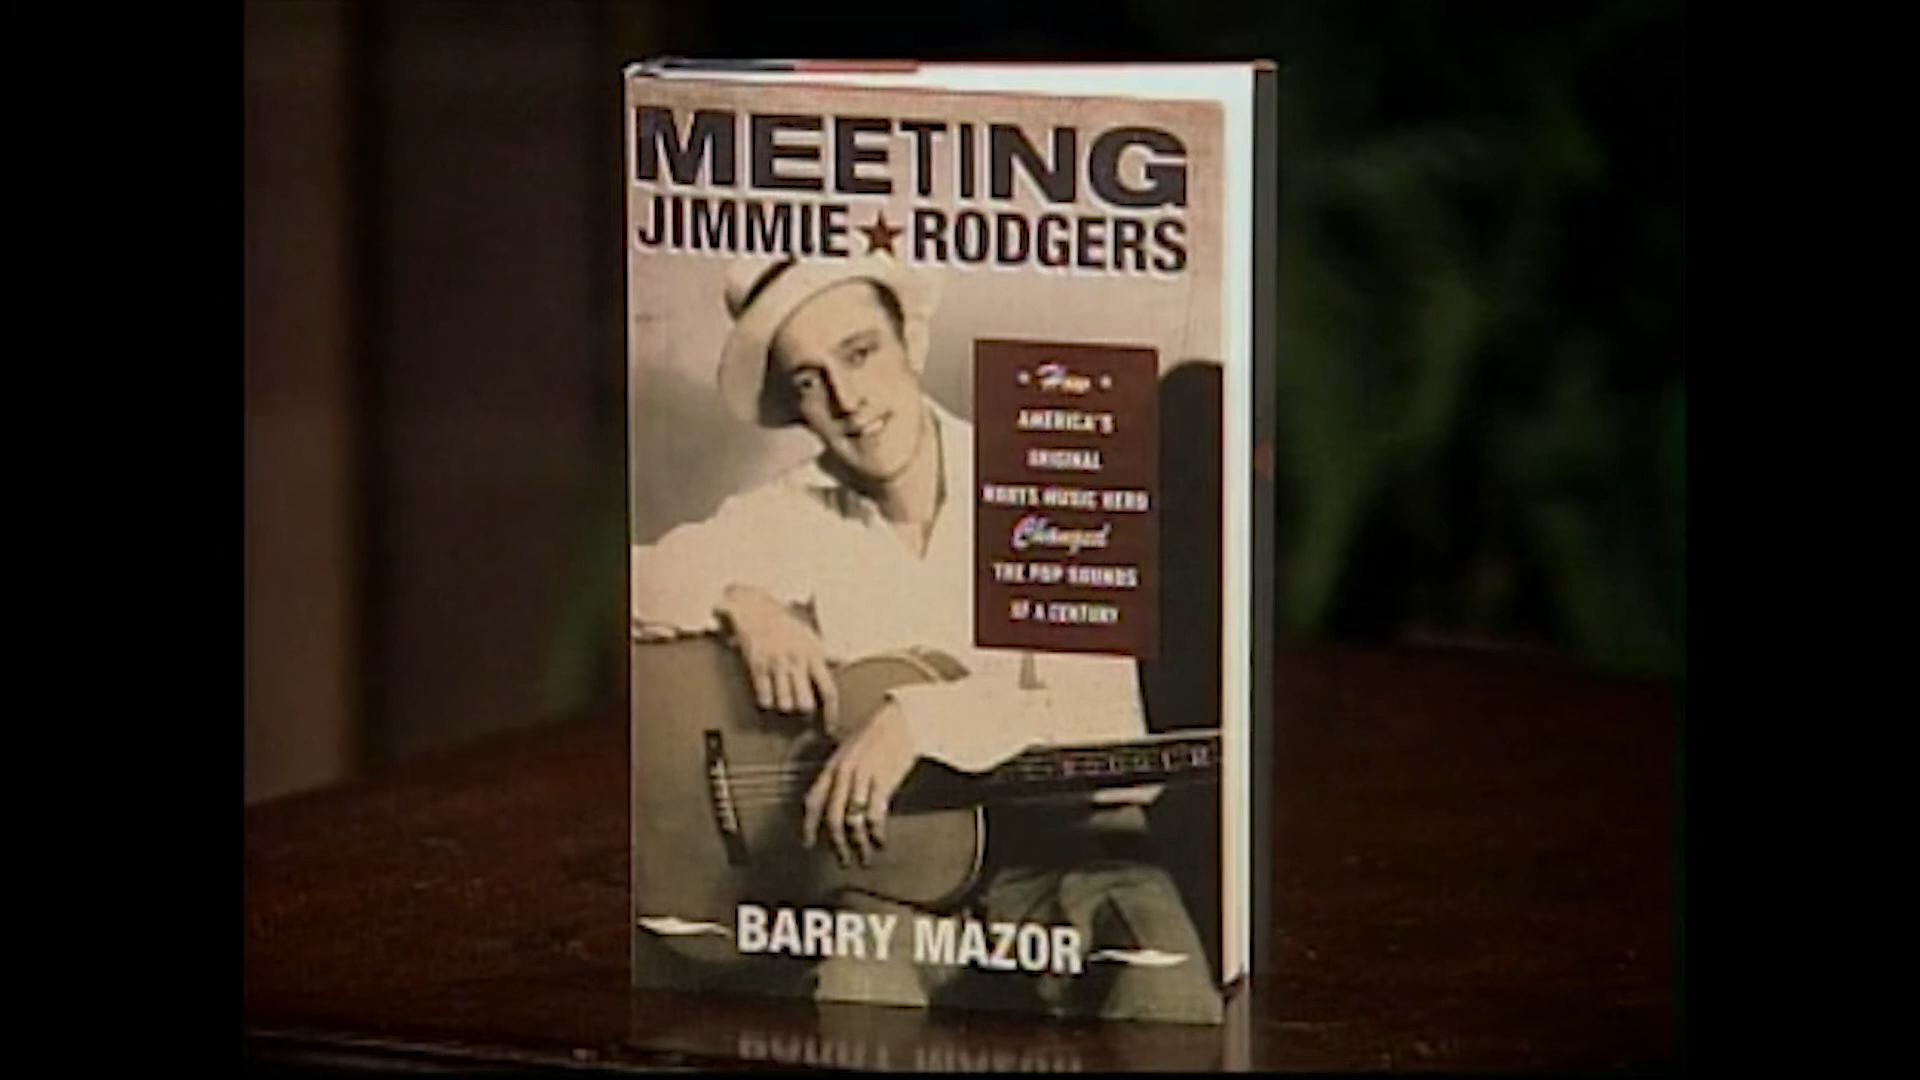 MEETING
JIMMIE★RODGERS
How
AMERICA'S
ORIGINAL
ROOTS MUSIC HERO
Changed
THE POP SOUNDS
OF A CENTURY
BARRY MAZOR